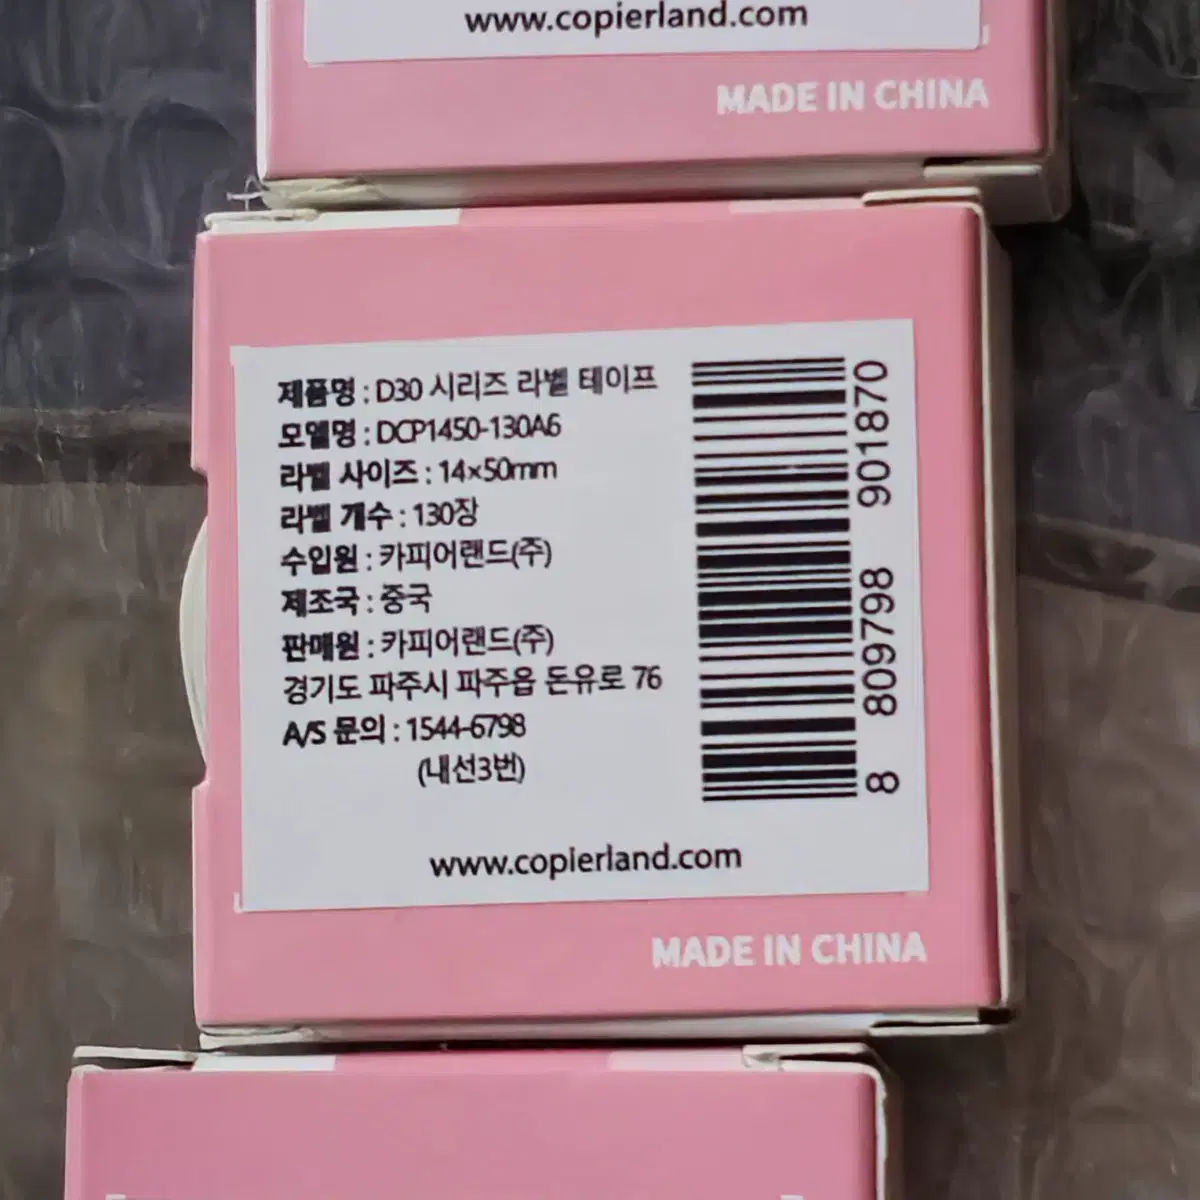 www.copierland.com
MADE IN CHINA
제품명 : D30 시리즈 라벨 테이프
모델명 : DCP1450-130A6
라벨 사이즈 : 14×50mm
라벨 개수 : 130장
수입원 : 카피어랜드(주)
제조국 : 중국
판매원 : 카피어랜드(주)
경기도 파주시 파주읍 돈유로 76
A/S 문의 : 1544-6798
(내선3번)
8 809798 901870
www.copierland.com
MADE IN CHINA